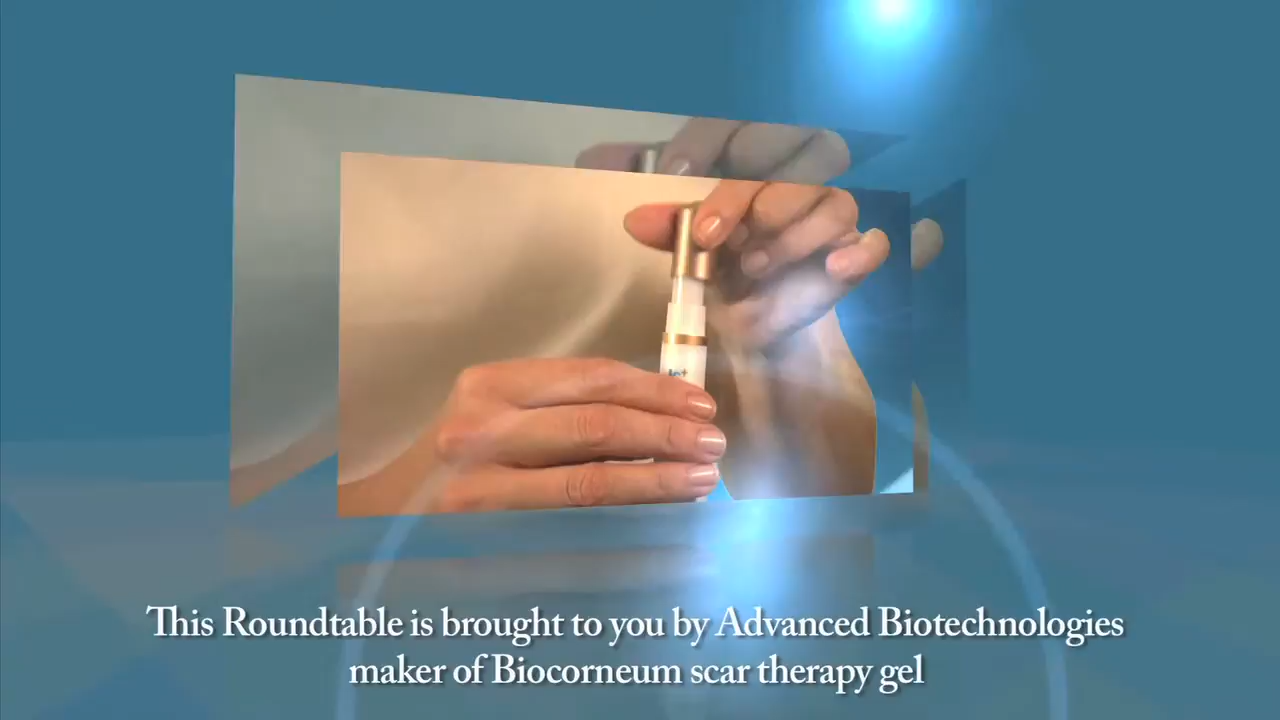 This Roundtable is brought to you by Advanced Biotechnologies
maker of Biocorneum scar therapy gel